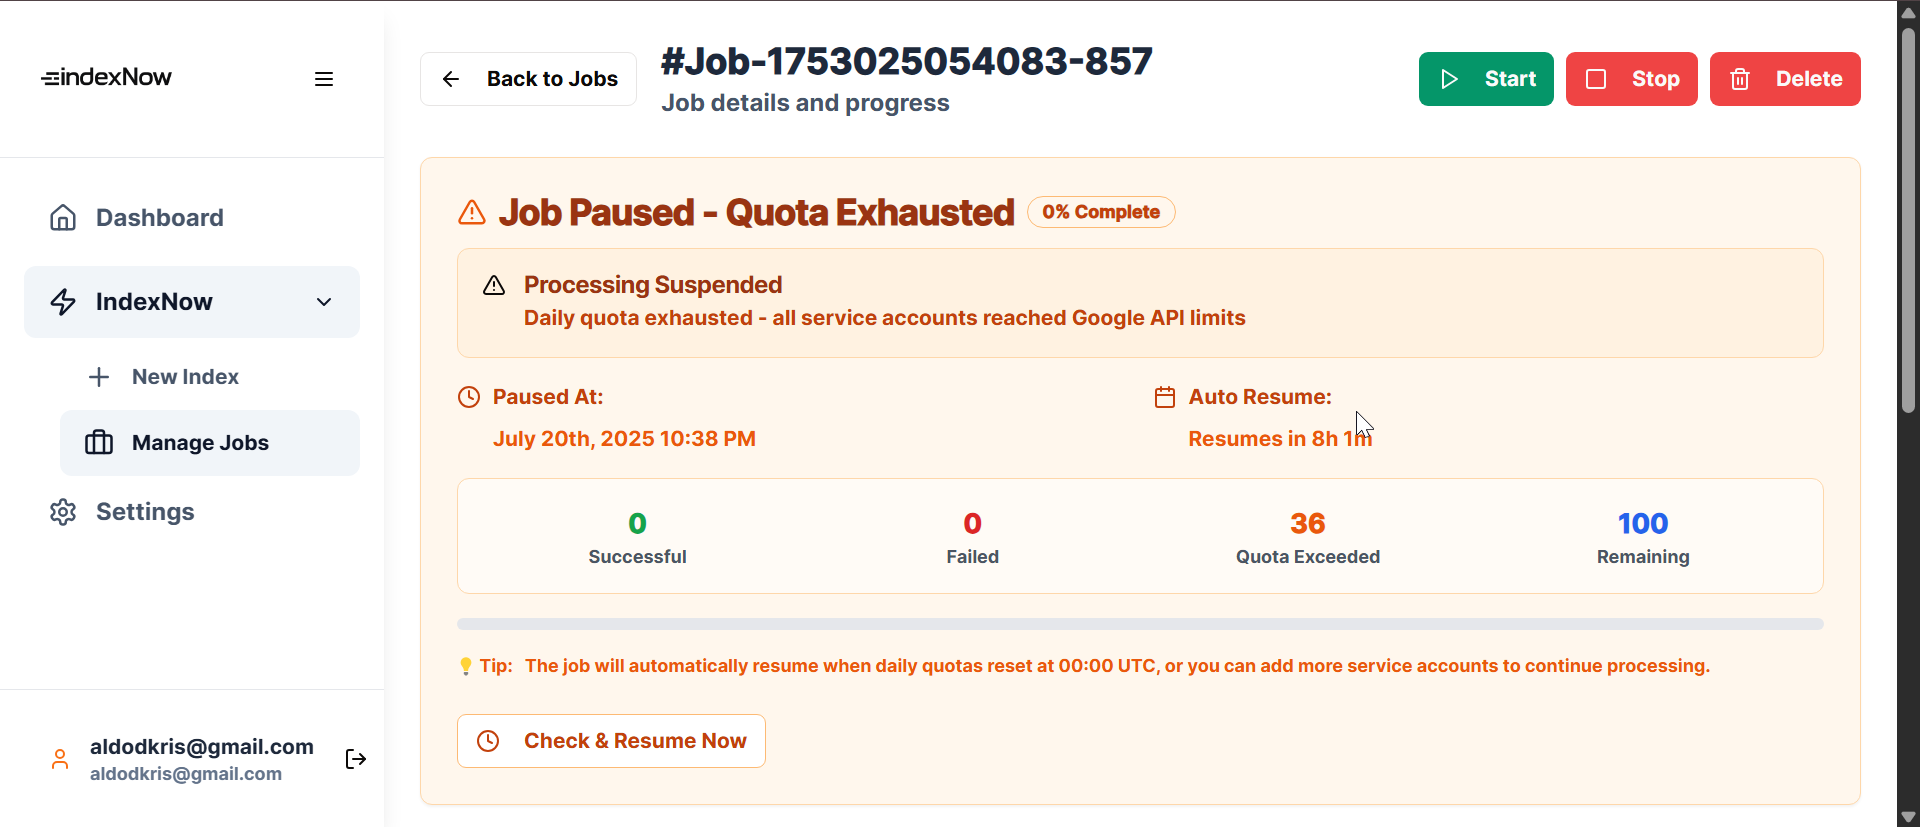 indexNow
Dashboard
IndexNow
New Index
Manage Jobs
Settings
aldodkris@gmail.com
aldodkris@gmail.com
Back to Jobs
#Job-1753025054083-857
Job details and progress
Start
Stop
Delete
Job Paused - Quota Exhausted
0% Complete
Processing Suspended
Daily quota exhausted - all service accounts reached Google API limits
Paused At:
July 20th, 2025 10:38 PM
Auto Resume:
Resumes in 8h 1m
0
Successful
0
Failed
36
Quota Exceeded
100
Remaining
Tip: The job will automatically resume when daily quotas reset at 00:00 UTC, or you can add more service accounts to continue processing.
Check & Resume Now